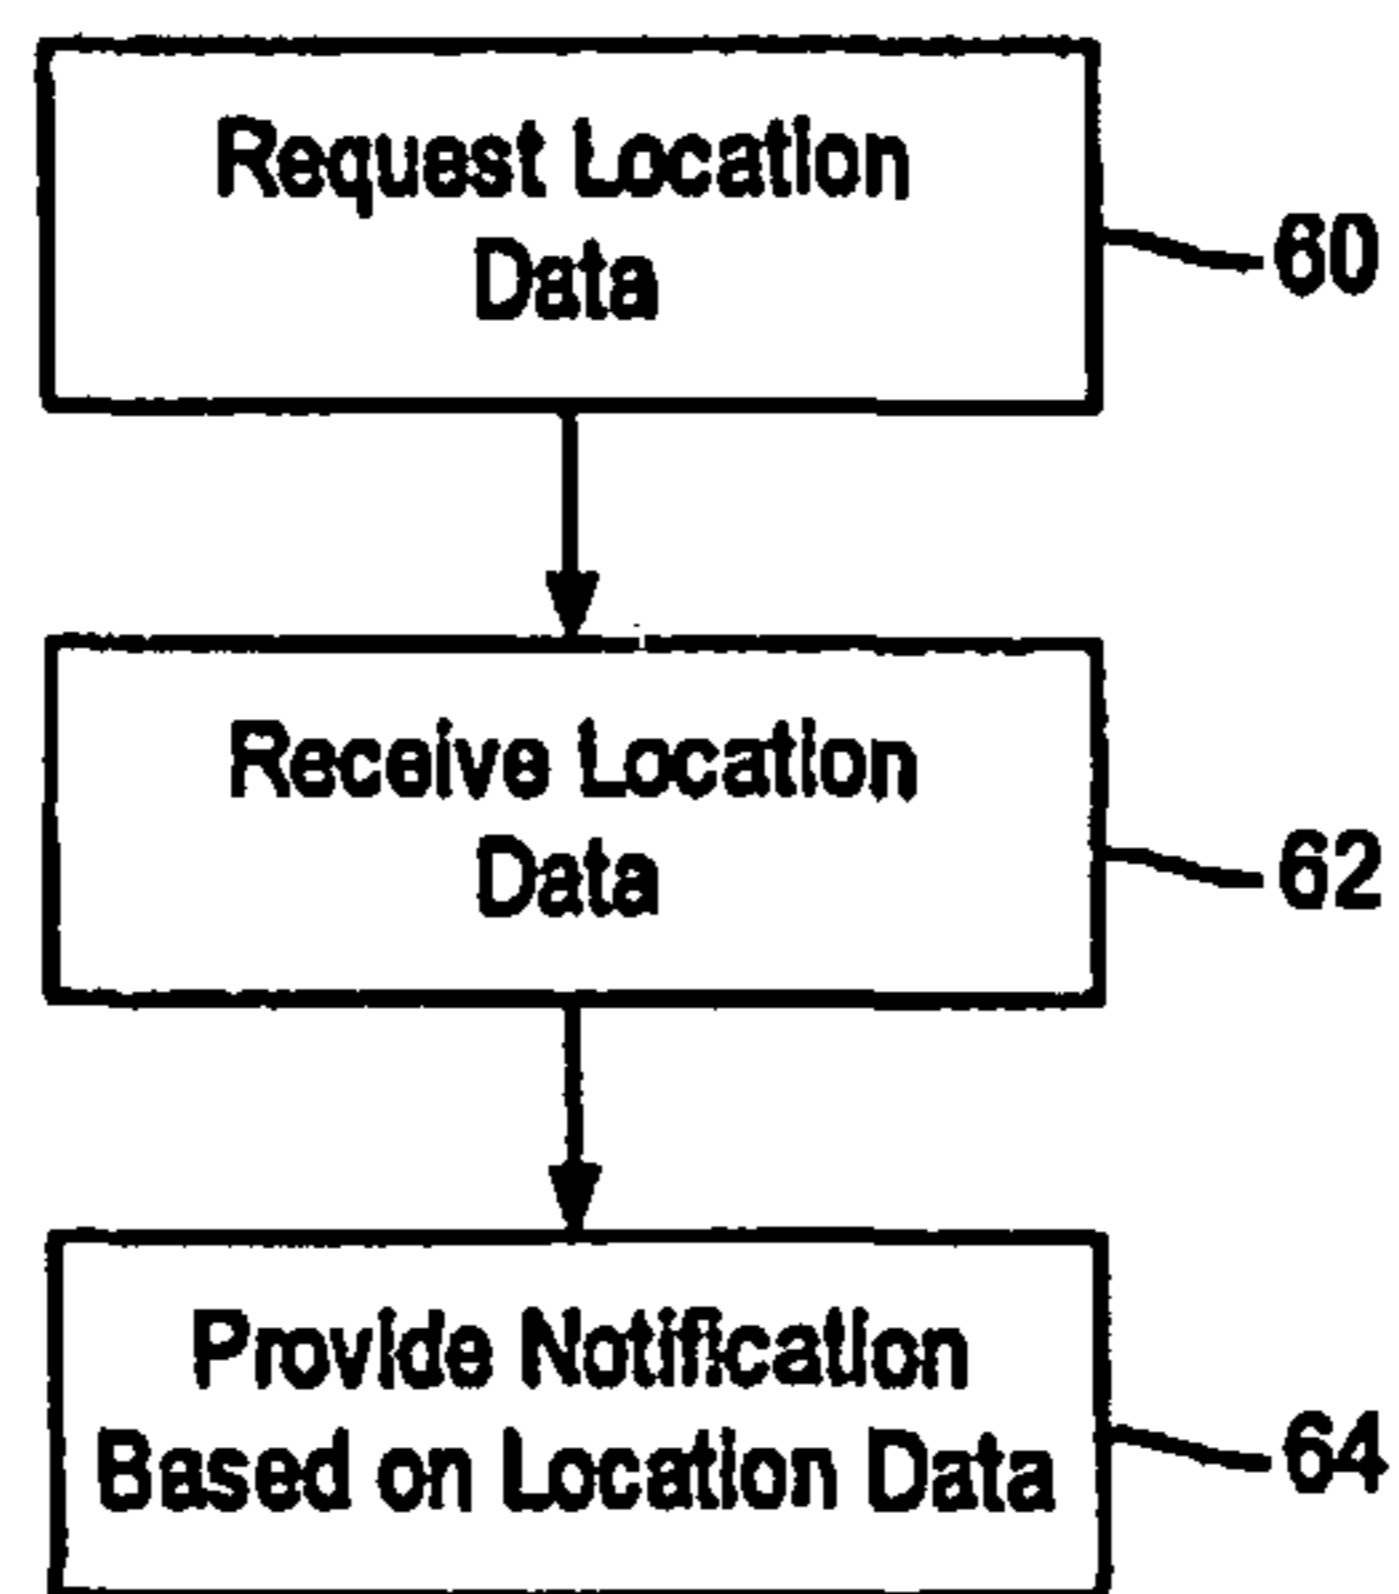 Request Location
Data
60
Receive Location
Data
62
Provide Notification
Based on Location Data
64